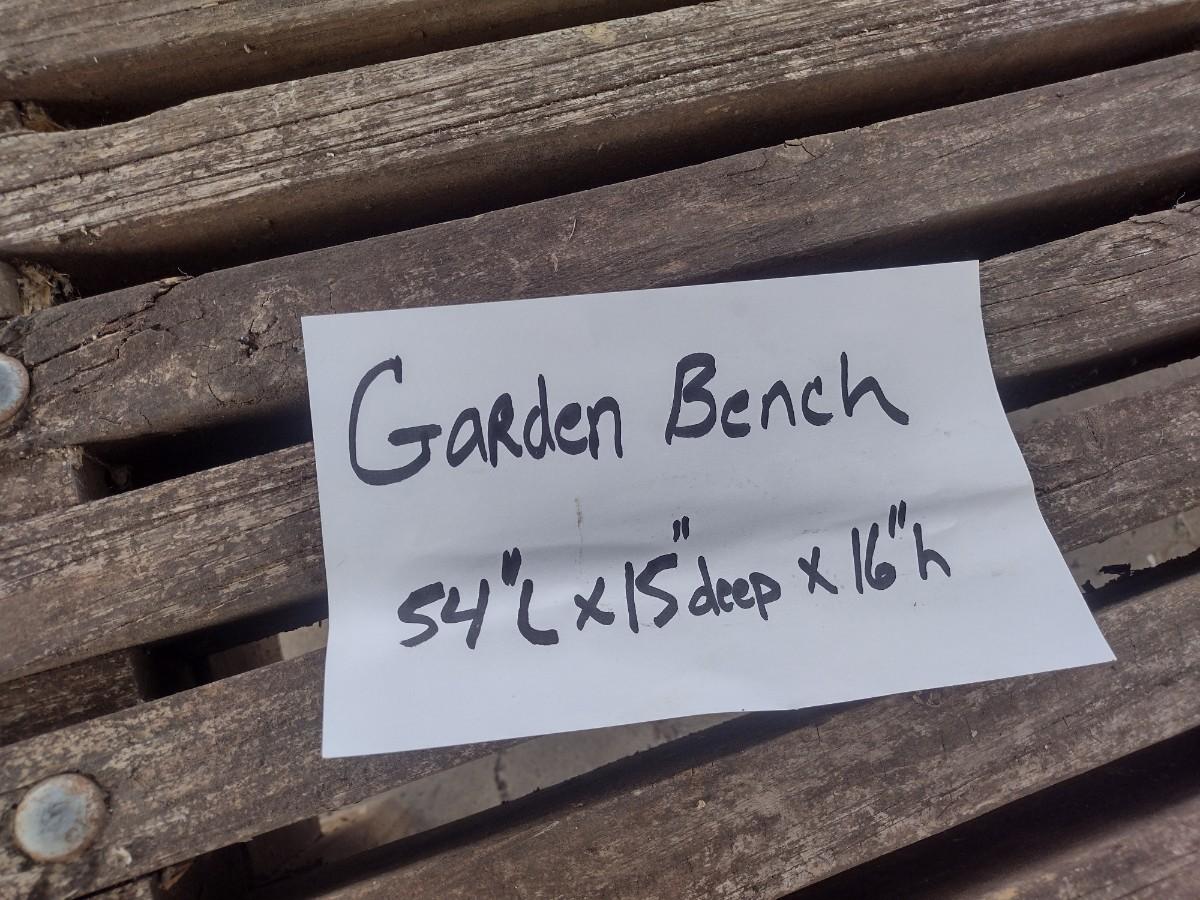 Garden Bench
54"L x 15" deep x 16"h